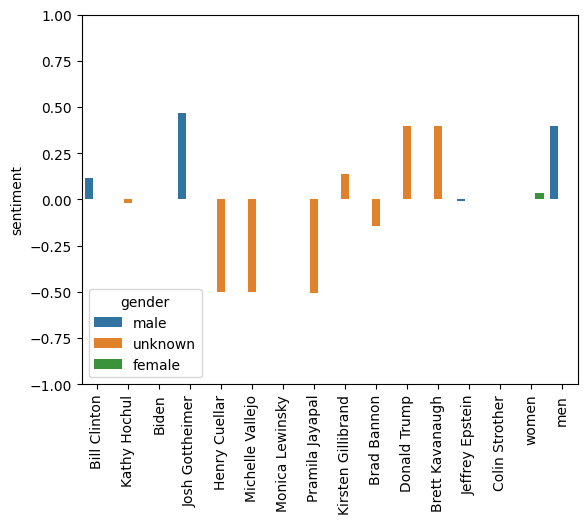 1.00
0.75
0.50
0.25
0.00
−0.25
−0.50
−0.75
−1.00
sentiment
gender
male
unknown
female
Bill Clinton
Kathy Hochul
Biden
Josh Gottheimer
Henry Cuellar
Michelle Vallejo
Monica Lewinsky
Pramila Jayapal
Kirsten Gillibrand
Brad Bannon
Donald Trump
Brett Kavanaugh
Jeffrey Epstein
Colin Strother
women
men